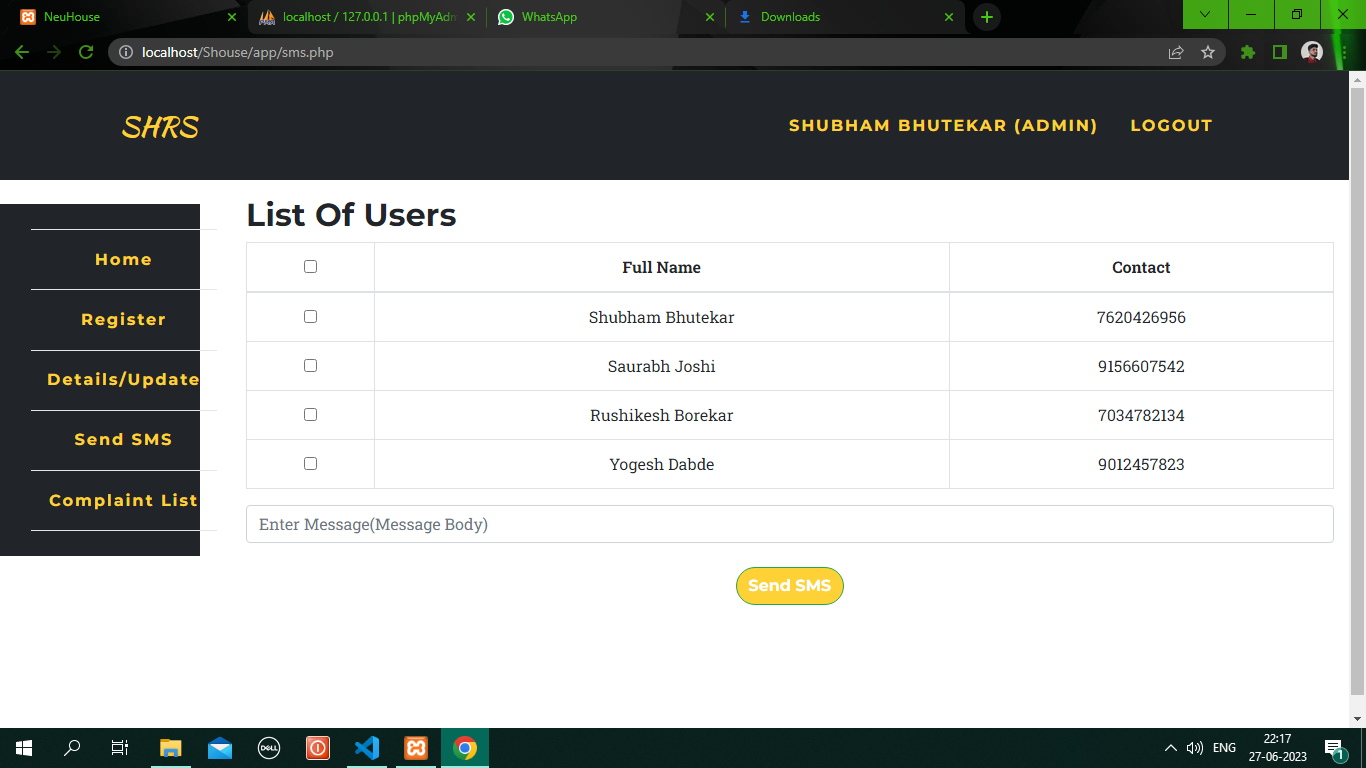 NeuHouse
localhost / 127.0.0.1 | phpMyAdm
WhatsApp
Downloads
localhost/Shouse/app/sms.php
SHRS
SHUBHAM BHUTEKAR (ADMIN) LOGOUT
Home
Register
Details/Update
Send SMS
Complaint List
List Of Users
Full Name Contact
Shubham Bhutekar 7620426956
Saurabh Joshi 9156607542
Rushikesh Borekar 7034782134
Yogesh Dabde 9012457823
Enter Message(Message Body)
Send SMS
DELL
ENG
22:17
27-06-2023
1